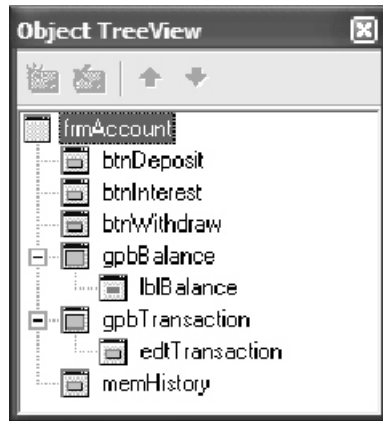 Object TreeView
frmAccount
btnDeposit
btnInterest
btnWithdraw
gpbBalance
lblBalance
gpbTransaction
edtTransaction
memHistory